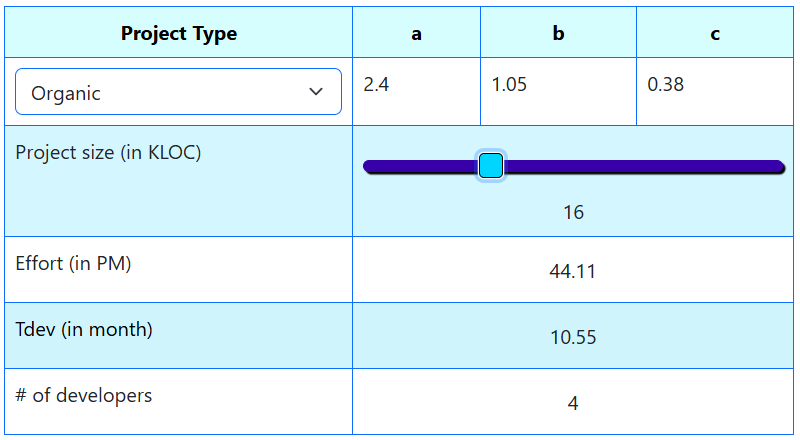 Project Type a b c
Organic 2.4 1.05 0.38
Project size (in KLOC)
16
Effort (in PM) 44.11
Tdev (in month) 10.55
# of developers 4